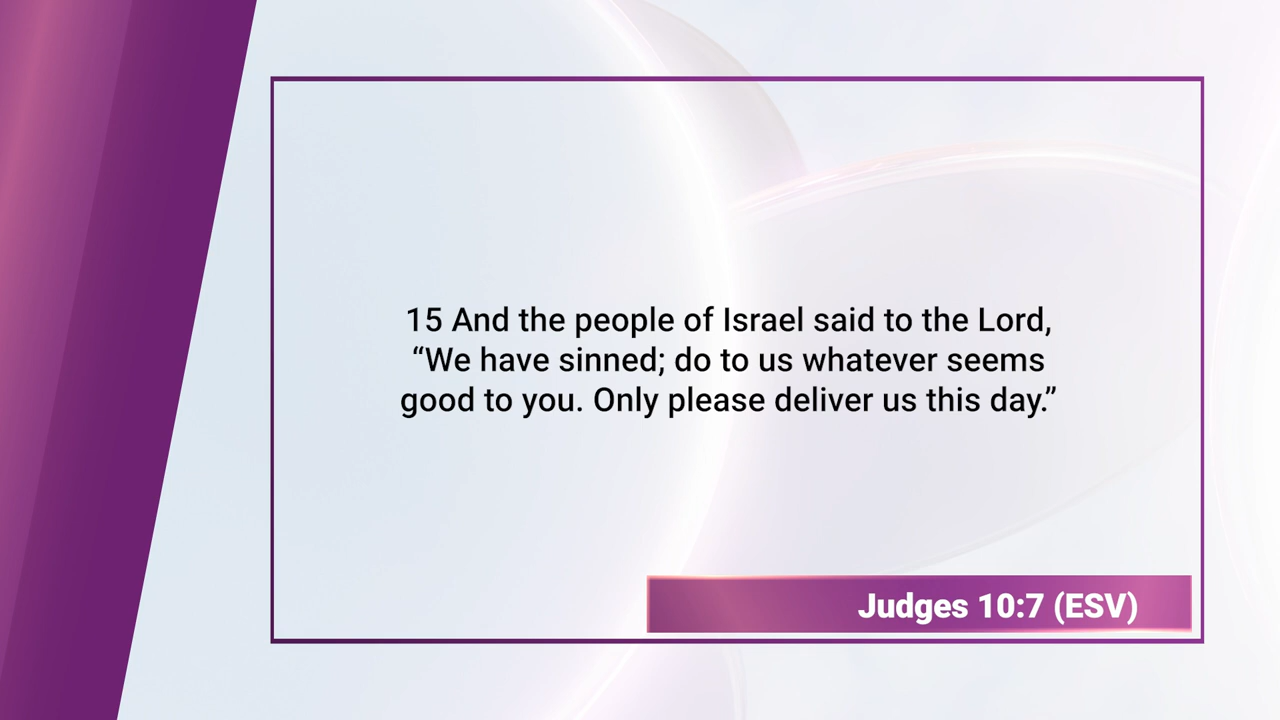 15 And the people of Israel said to the Lord,
“We have sinned; do to us whatever seems
good to you. Only please deliver us this day.”
Judges 10:7 (ESV)